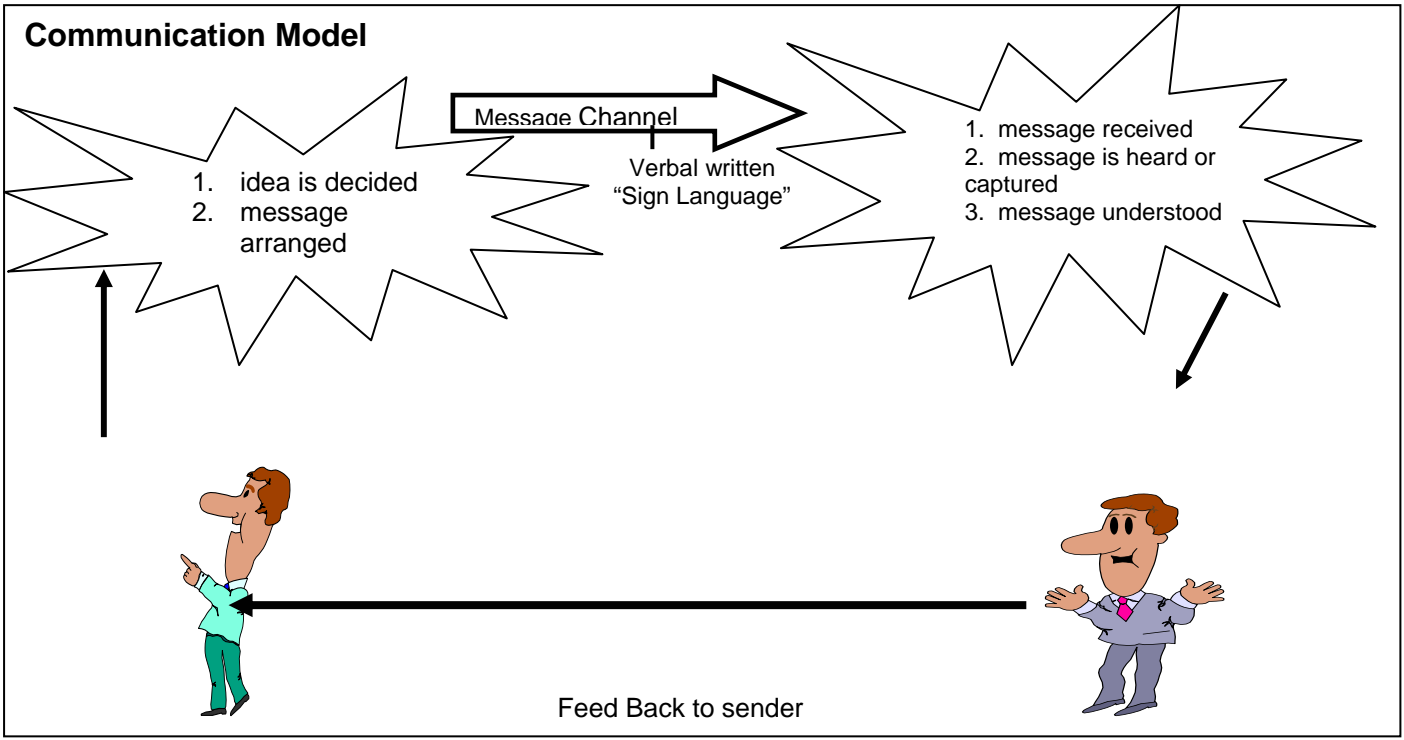 Communication Model
1. idea is decided
2. message
arranged
Message Channel
Verbal written
“Sign Language”
1. message received
2. message is heard or
captured
3. message understood
Feed Back to sender